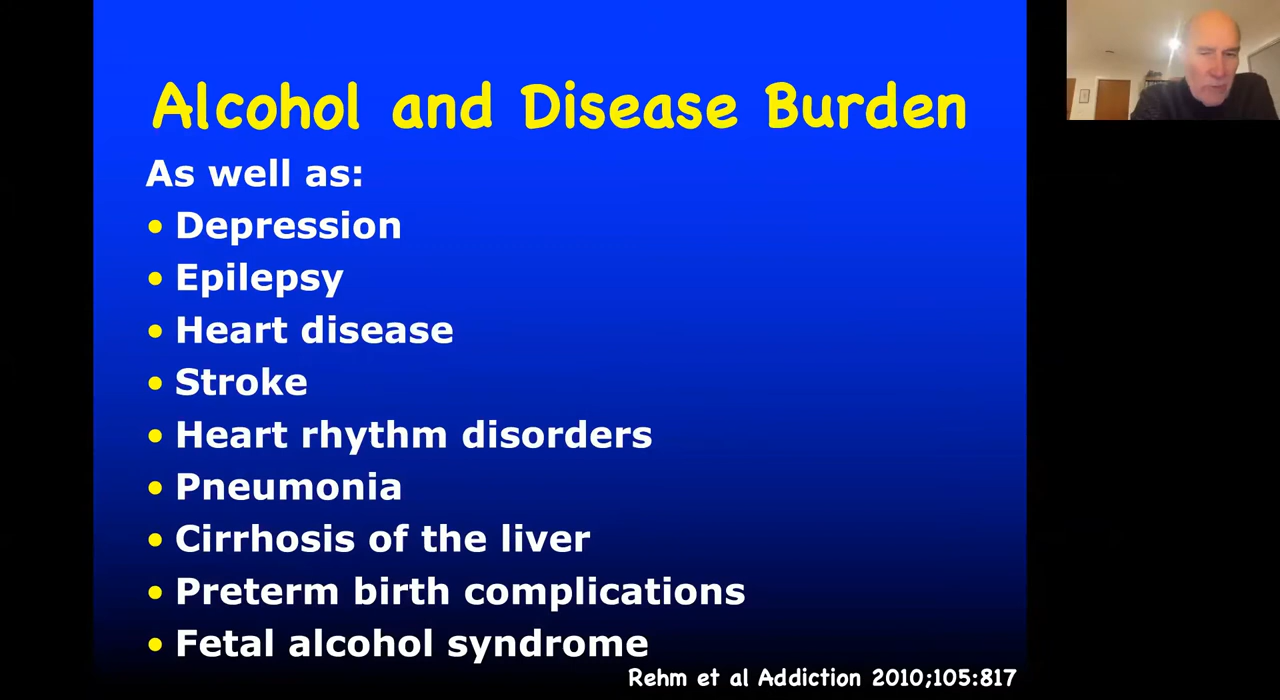 Alcohol and Disease Burden
As well as:
• Depression
• Epilepsy
• Heart disease
• Stroke
• Heart rhythm disorders
• Pneumonia
• Cirrhosis of the liver
• Preterm birth complications
• Fetal alcohol syndrome
Rehm et al Addiction 2010;105:817